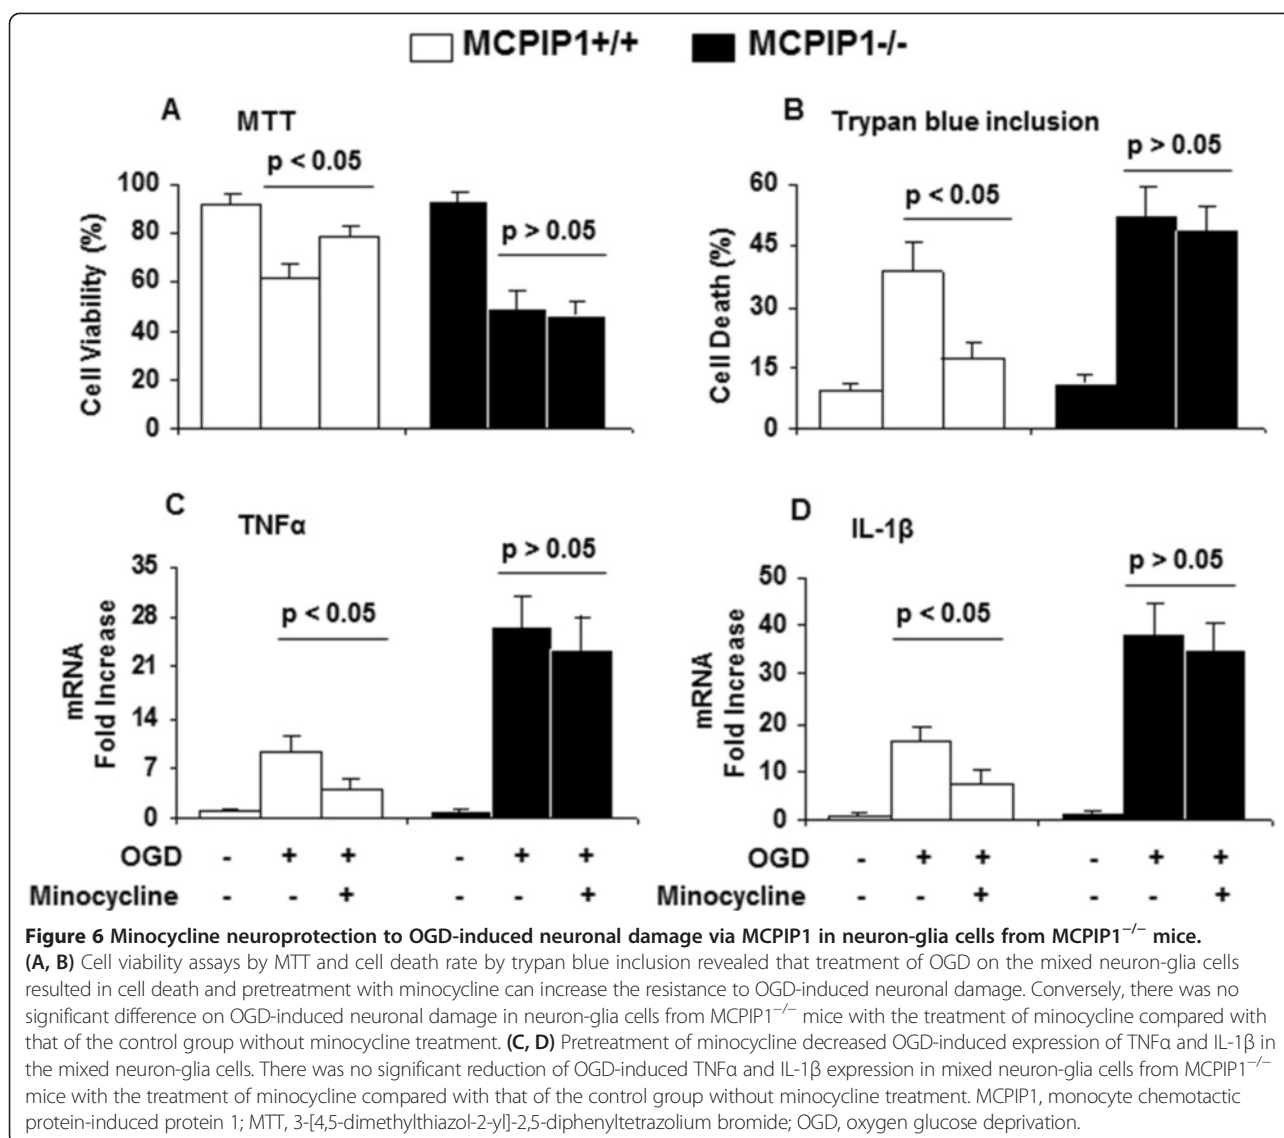 MCPIP1+/+ MCPIP1-/-
A
MTT
p < 0.05
p > 0.05
Cell Viability (%)
100
80
60
40
20
0
B
Trypan blue inclusion
p < 0.05
p > 0.05
Cell Death (%)
60
45
30
15
0
C
TNFα
p < 0.05
p > 0.05
mRNA
Fold Increase
35
28
21
14
7
0
OGD - + + - + +
Minocycline - - + - - +
D
IL-1β
p < 0.05
p > 0.05
mRNA
Fold Increase
50
40
30
20
10
0
OGD - + + - + +
Minocycline - - + - - +
Figure 6 Minocycline neuroprotection to OGD-induced neuronal damage via MCPIP1 in neuron-glia cells from MCPIP1−/− mice.
(A, B) Cell viability assays by MTT and cell death rate by trypan blue inclusion revealed that treatment of OGD on the mixed neuron-glia cells
resulted in cell death and pretreatment with minocycline can increase the resistance to OGD-induced neuronal damage. Conversely, there was no
significant difference on OGD-induced neuronal damage in neuron-glia cells from MCPIP1−/− mice with the treatment of minocycline compared with
that of the control group without minocycline treatment. (C, D) Pretreatment of minocycline decreased OGD-induced expression of TNFα and IL-1β in
the mixed neuron-glia cells. There was no significant reduction of OGD-induced TNFα and IL-1β expression in mixed neuron-glia cells from MCPIP1−/−
mice with the treatment of minocycline compared with that of the control group without minocycline treatment. MCPIP1, monocyte chemotactic
protein-induced protein 1; MTT, 3-[4,5-dimethylthiazol-2-yl]-2,5-diphenyltetrazolium bromide; OGD, oxygen glucose deprivation.